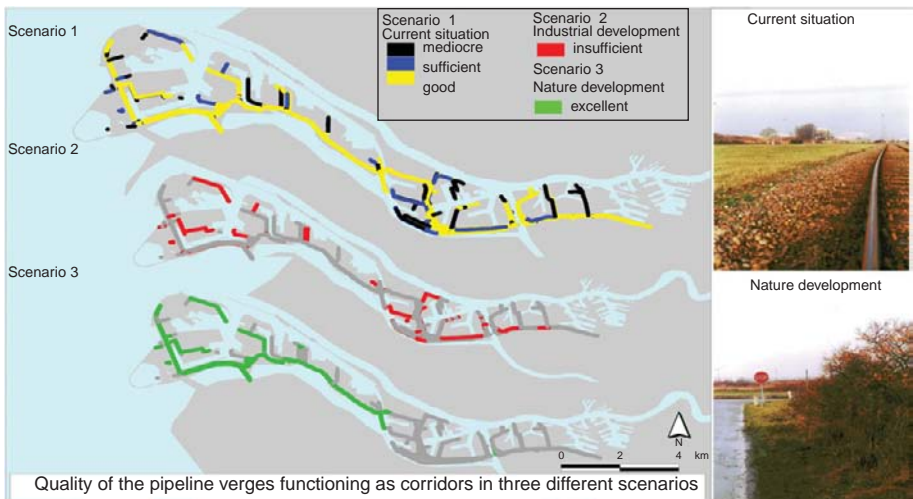 Scenario 1
Scenario 2
Scenario 3
Scenario 1
Current situation
mediocre
sufficient
good
Scenario 2
Industrial development
insufficient
Scenario 3
Nature development
excellent
N
0 2 4 km
Quality of the pipeline verges functioning as corridors in three different scenarios
Current situation
Nature development